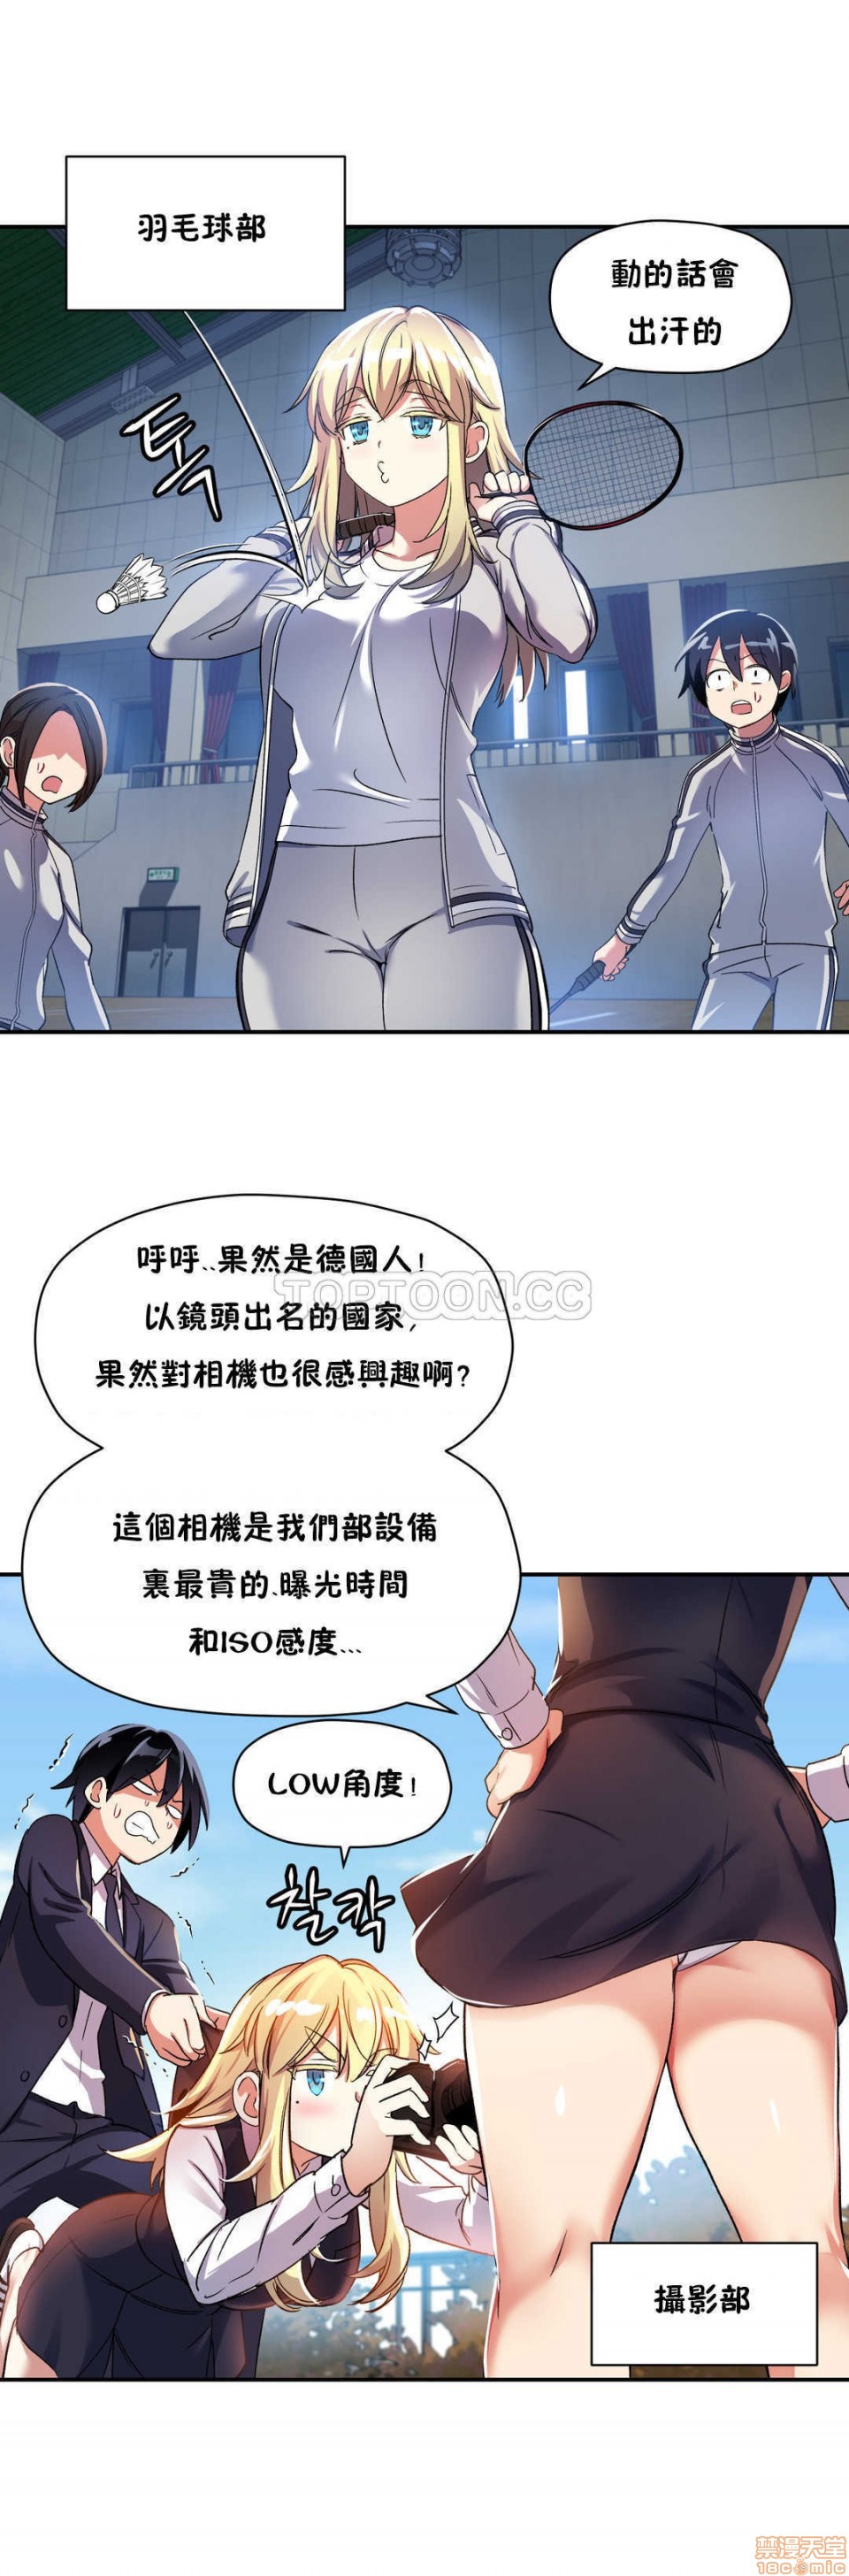 羽毛球部
動的話會
出汗的
툭
呼呼..果然是德國人!
以鏡頭出名的國家,
果然對相機也很感興趣啊?
TOPTOON.CC
這個相機是我們部設備
裏最貴的、曝光時間
和ISO感度...
LOW角度!
찰칵
攝影部
禁漫天堂
18comic